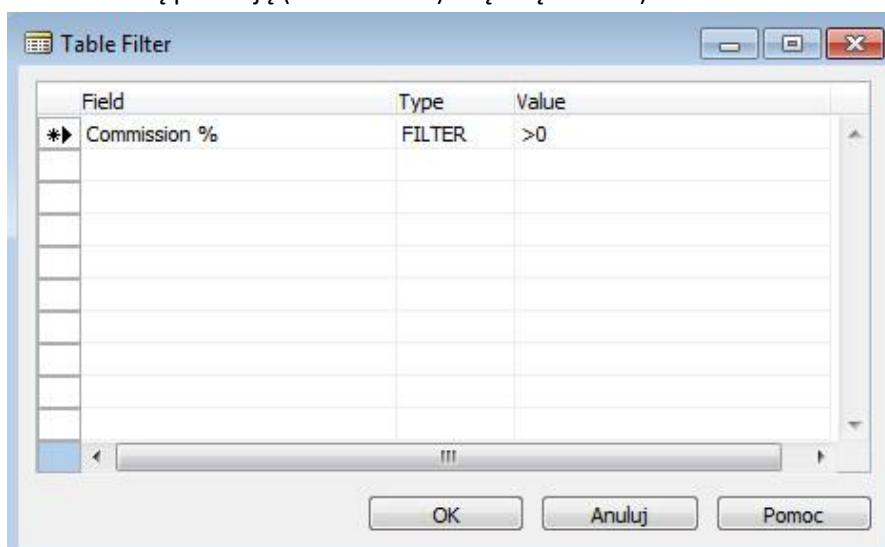 Table Filter
Field Type Value
Commission % FILTER >0
OK Anuluj Pomoc